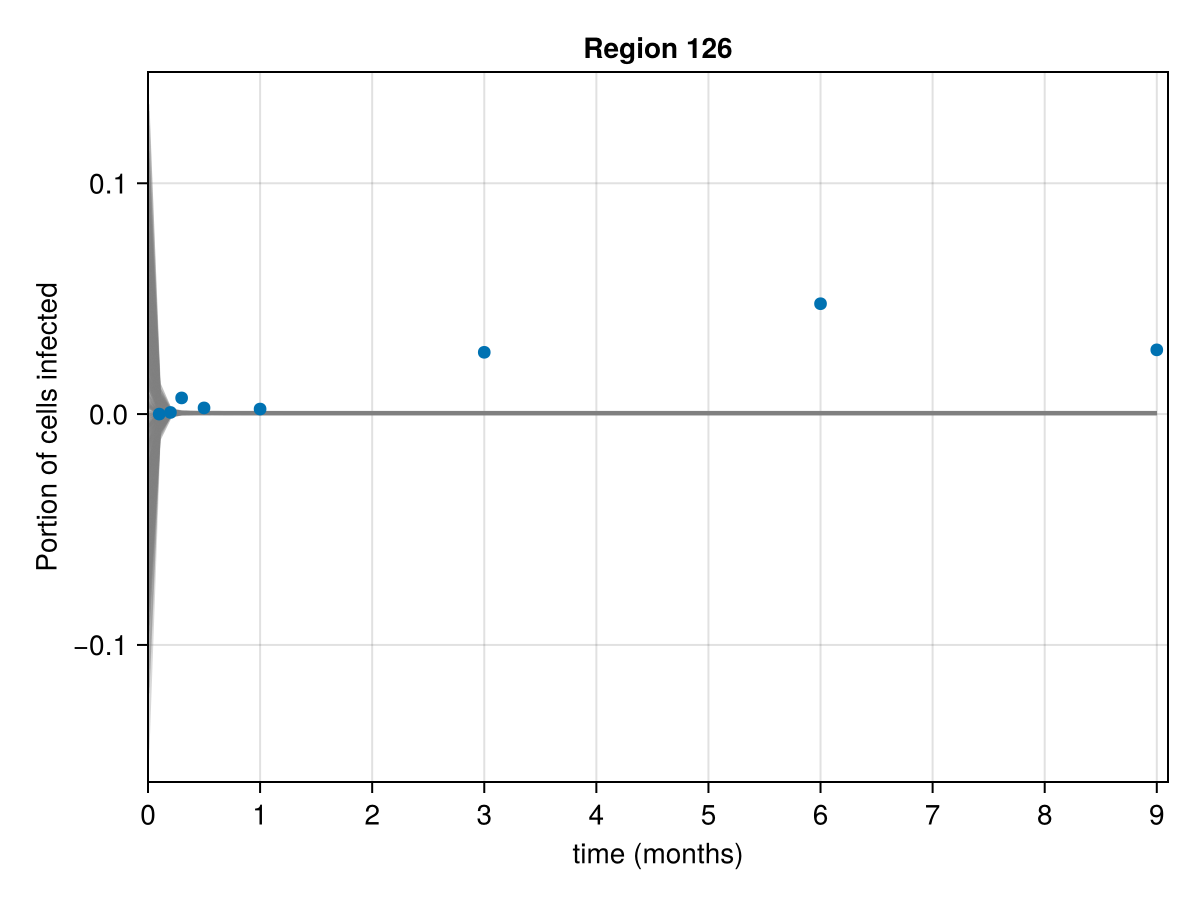 Region 126
Portion of cells infected
0.1
0.0
−0.1
0 1 2 3 4 5 6 7 8 9
time (months)